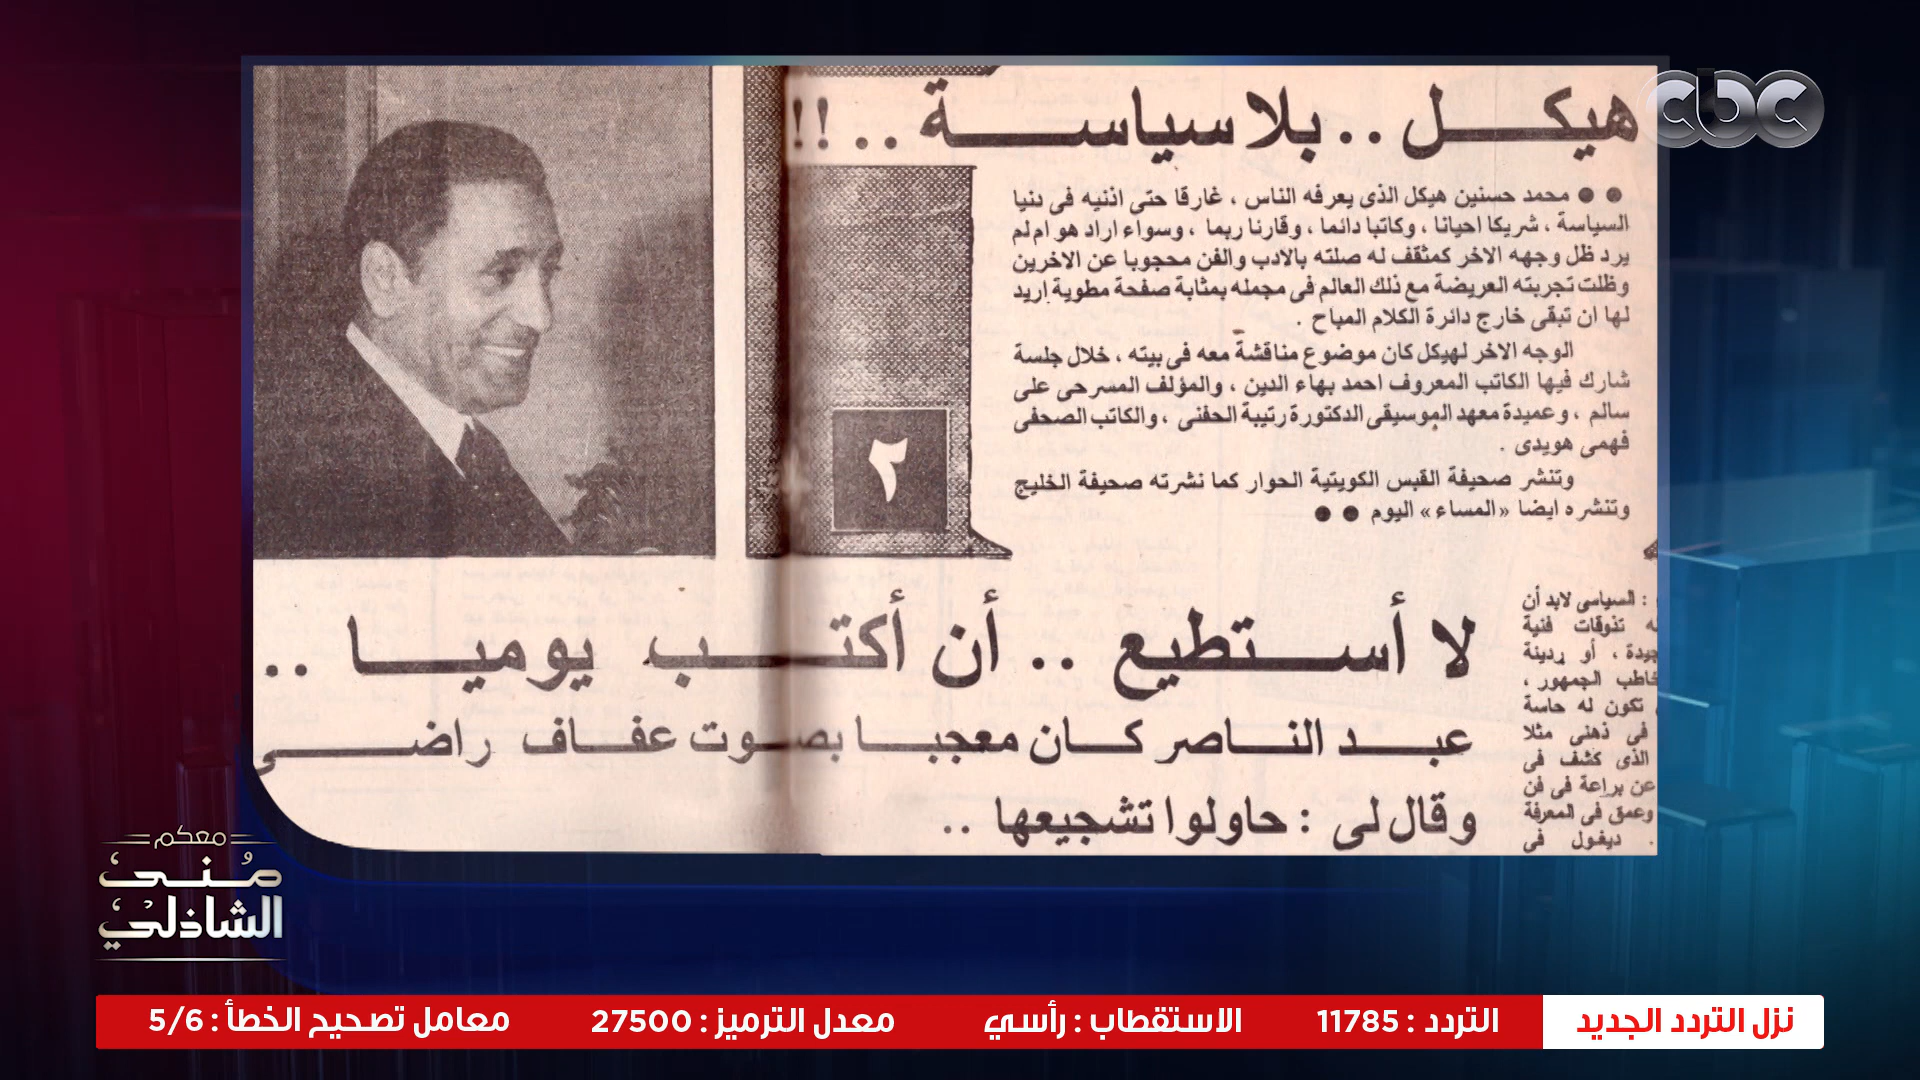 cbc
هيكل .. بلا سياسة .. !!
●● محمد حسنين هيكل الذى يعرفه الناس ، غارقا حتى اذنيه فى دنيا
السياسة ، شريكا احيانا ، وكاتبا دائما ، وقارئا ربما ، وسواء اراد هو ام لم
يرد ظل وجهه الاخر كمثقف له صلته بالادب والفن محجوبا عن الاخرين
وظلت تجربته العريضة مع ذلك العالم فى مجمله بمثابة صفحة مطوية اريد
لها ان تبقى خارج دائرة الكلام المباح .
الوجه الاخر لهيكل كان موضوع مناقشة معه فى بيته ، خلال جلسة
شارك فيها الكاتب المعروف احمد بهاء الدين ، والمؤلف المسرحى على
سالم ، وعميدة معهد الموسيقى الدكتورة رتيبة الحفنى ، والكاتب الصحفى
فهمى هويدى .
وتنشر صحيفة القبس الكويتية الحوار كما نشرته صحيفة الخليج
وتنشره ايضا «المساء» اليوم ●●
٢
: السياسى لابد أن
تذوقات فنية
جيدة ، أو رديئة
الجمهور ،
تكون له حاسة
فى ذهنى مثلا
الذى كشف فى
عن براعة فى فن
وعمق فى المعرفة
. ديغول فى
لا أستطيع .. أن أكتب يوميا ..
عبد الناصر كان معجبا بصوت عفاف راضى
وقال لى : حاولوا تشجيعها ..
معكم
منى
الشاذلي
نزل التردد الجديد
التردد : 11785
الاستقطاب : رأسي
معدل الترميز : 27500
معامل تصحيح الخطأ : 5/6